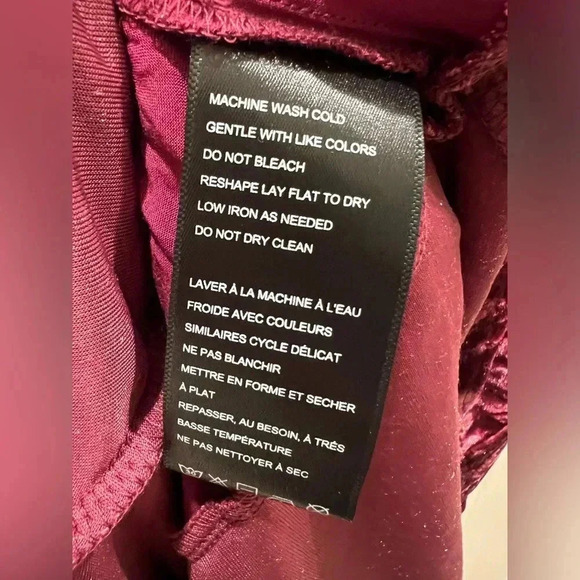 MACHINE WASH COLD
GENTLE WITH LIKE COLORS
DO NOT BLEACH
RESHAPE LAY FLAT TO DRY
LOW IRON AS NEEDED
DO NOT DRY CLEAN
LAVER À LA MACHINE À L'EAU
FROIDE AVEC COULEURS
SIMILAIRES CYCLE DÉLICAT
NE PAS BLANCHIR
METTRE EN FORME ET SECHER
À PLAT
REPASSER, AU BESOIN, À TRÉS
BASSE TEMPÉRATURE
NE PAS NETTOYER À SEC